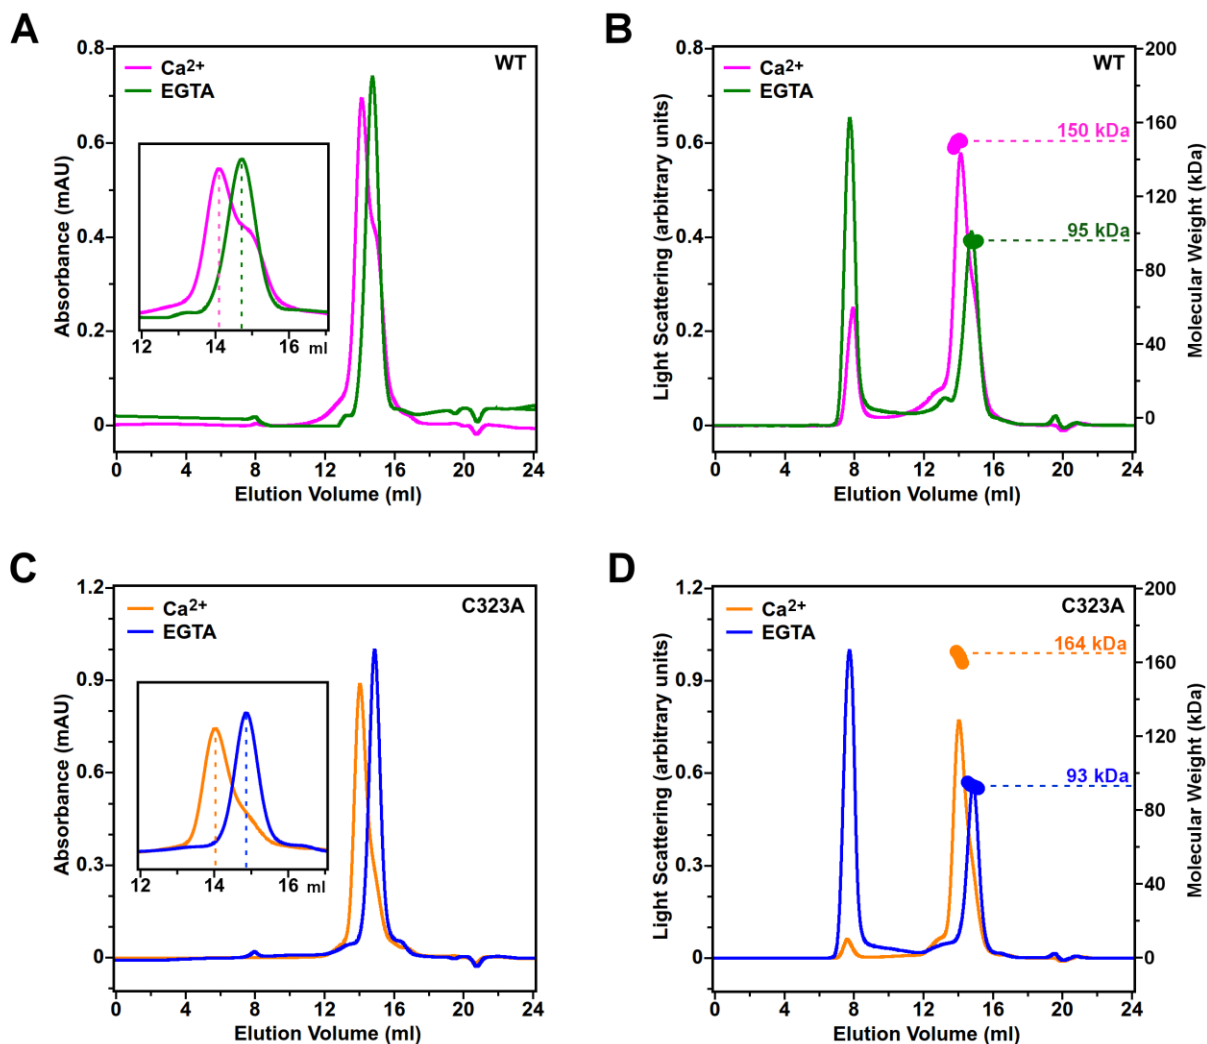 A
WT
Ca2+
EGTA
0.8
0.6
0.4
0.2
0
Absorbance (mAU)
12 14 16 ml
0 4 8 12 16 20 24
Elution Volume (ml)
B
WT
Ca2+
EGTA
0.8
0.6
0.4
0.2
0
Light Scattering (arbitrary units)
150 kDa
95 kDa
200
160
120
80
40
0
Molecular Weight (kDa)
0 4 8 12 16 20 24
Elution Volume (ml)
C
C323A
Ca2+
EGTA
1.2
0.9
0.6
0.3
0
Absorbance (mAU)
12 14 16 ml
0 4 8 12 16 20 24
Elution Volume (ml)
D
C323A
Ca2+
EGTA
1.2
0.9
0.6
0.3
0
Light Scattering (arbitrary units)
164 kDa
93 kDa
200
160
120
80
40
0
Molecular Weight (kDa)
0 4 8 12 16 20 24
Elution Volume (ml)